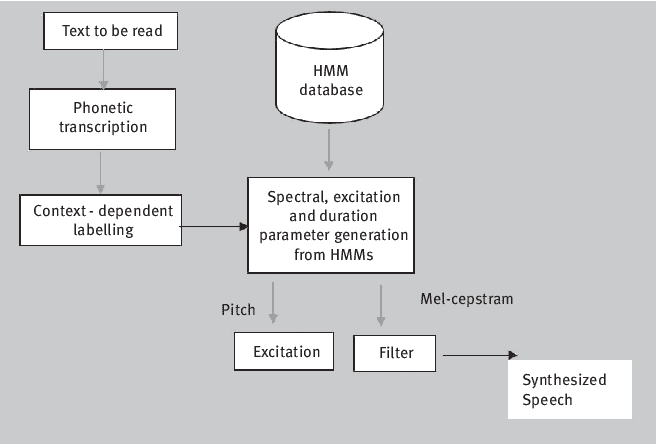 Text to be read
HMM
database
Phonetic
transcription
Context - dependent
labelling
Spectral, excitation
and duration
parameter generation
from HMMs
Pitch
Mel-cepstram
Excitation
Filter
Synthesized
Speech